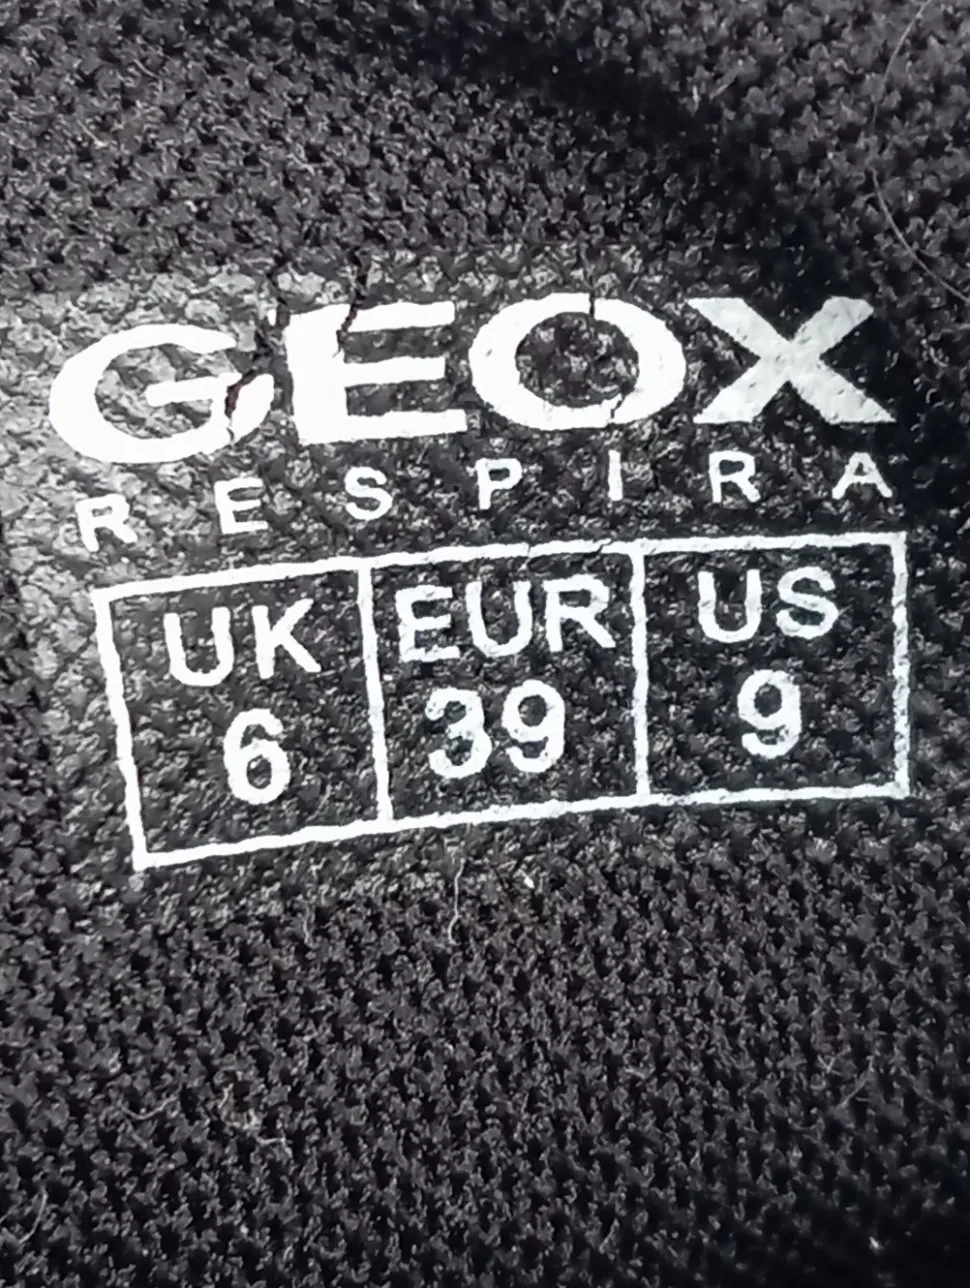 GEOX
RESPIRA
UK EUR US
6 39 9